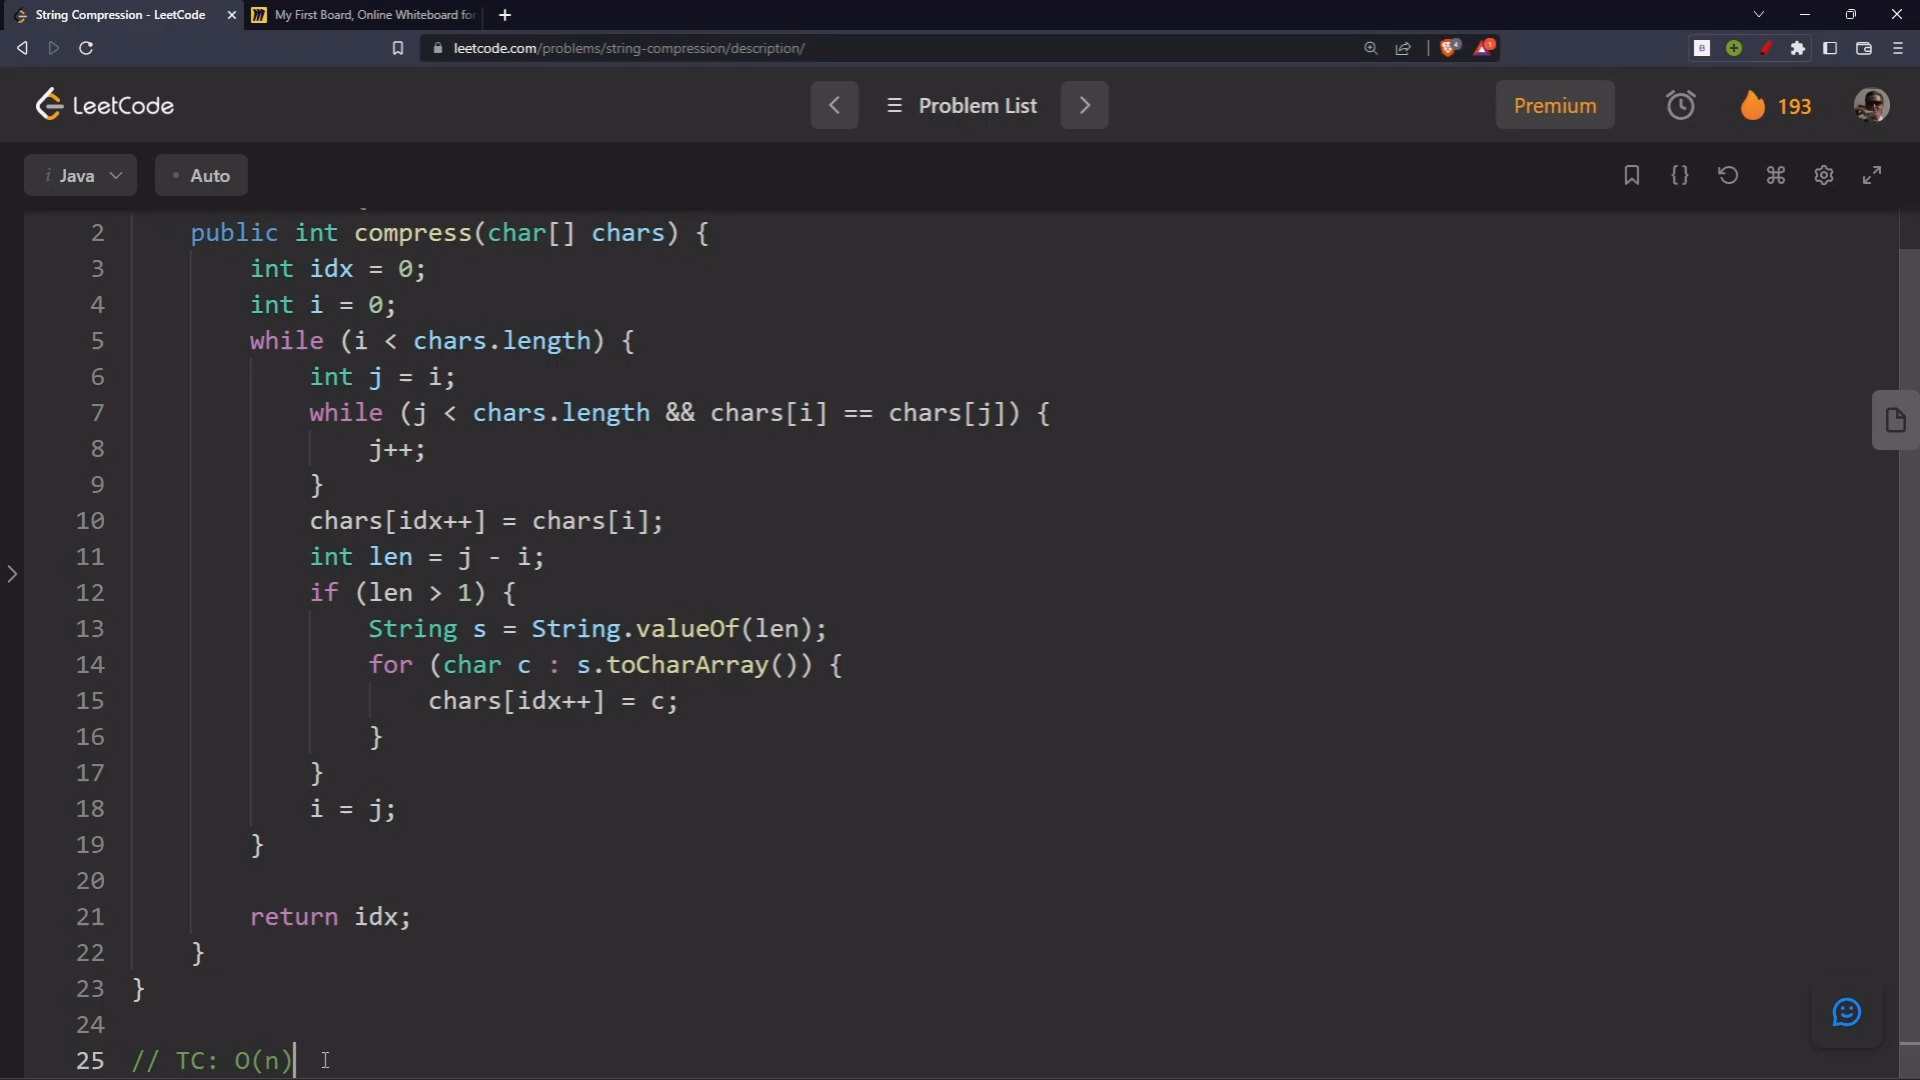 String Compression - LeetCode
My First Board, Online Whiteboard for
leetcode.com/problems/string-compression/description/
LeetCode
Problem List
Premium
193
i Java
• Auto
2 public int compress(char[] chars) {
3 int idx = 0;
4 int i = 0;
5 while (i < chars.length) {
6 int j = i;
7 while (j < chars.length && chars[i] == chars[j]) {
8 j++;
9 }
10 chars[idx++] = chars[i];
11 int len = j - i;
12 if (len > 1) {
13 String s = String.valueOf(len);
14 for (char c : s.toCharArray()) {
15 chars[idx++] = c;
16 }
17 }
18 i = j;
19 }
20
21 return idx;
22 }
23 }
24
25 // TC: O(n)